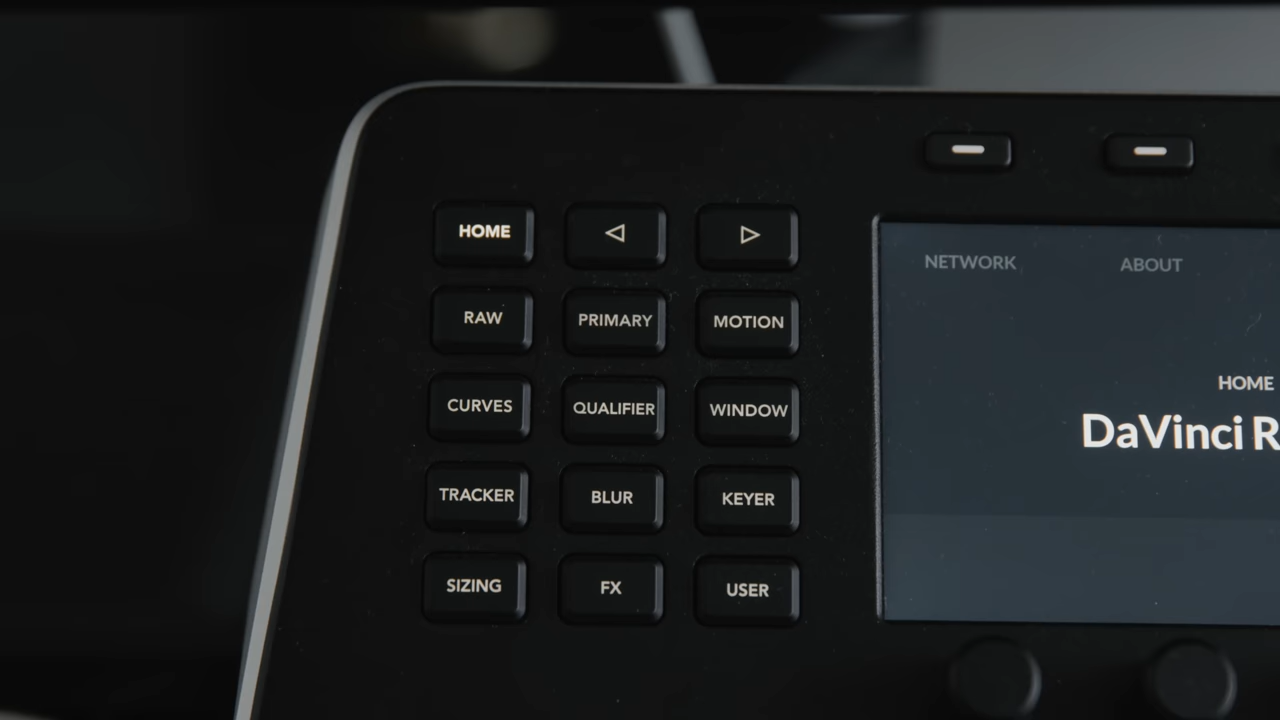 HOME
RAW PRIMARY MOTION
CURVES QUALIFIER WINDOW
TRACKER BLUR KEYER
SIZING FX USER
NETWORK ABOUT
HOME
DaVinci R